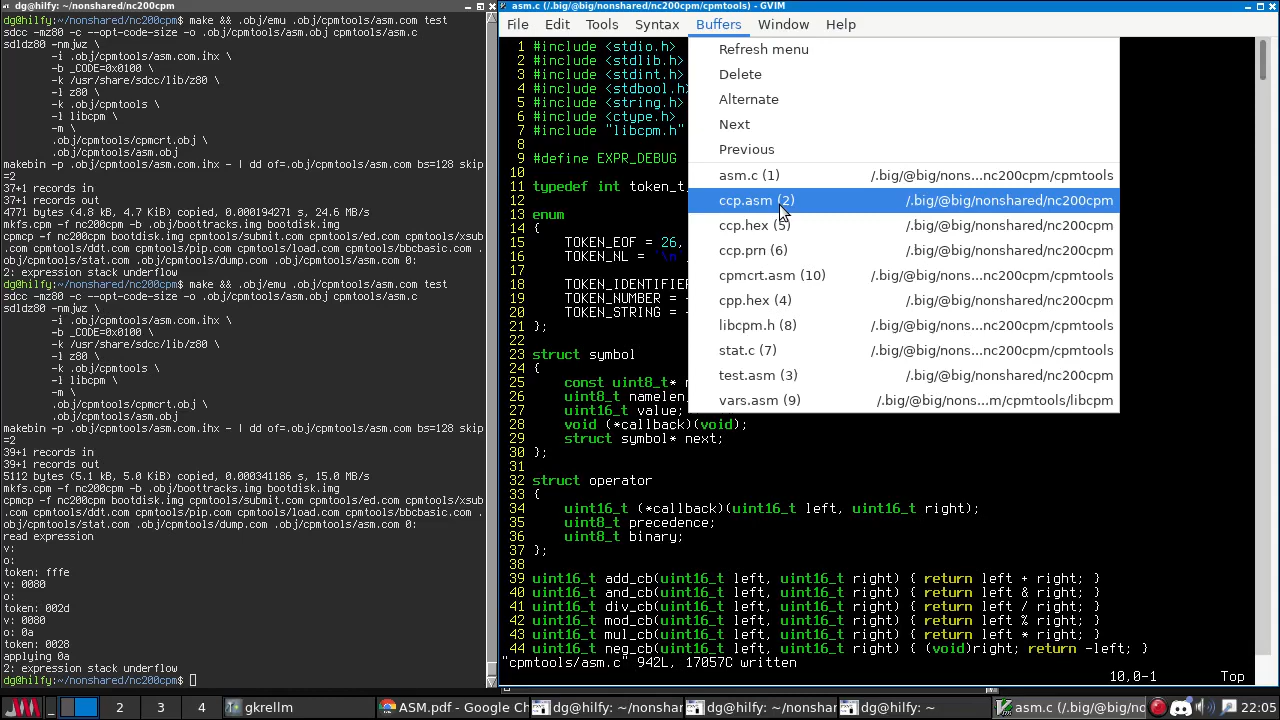 dg@hilfy: ~/nonshared/nc200cpm
dg@hilfy:~/nonshared/nc200cpm$ make && .obj/emu .obj/cpmtools/asm.com test
sdcc -mz80 -c --opt-code-size -o .obj/cpmtools/asm.obj cpmtools/asm.c
sdldz80 -nmjwz \
-i .obj/cpmtools/asm.com.ihx \
-b _CODE=0x0100 \
-k /usr/share/sdcc/lib/z80 \
-l z80 \
-k .obj/cpmtools \
-l libcpm \
-m \
.obj/cpmtools/cpmcrt.obj \
.obj/cpmtools/asm.obj
makebin -p .obj/cpmtools/asm.com.ihx - | dd of=.obj/cpmtools/asm.com bs=128 skip
=2
37+1 records in
37+1 records out
4771 bytes (4.8 kB, 4.7 KiB) copied, 0.000194271 s, 24.6 MB/s
mkfs.cpm -f nc200cpm -b .obj/boottracks.img bootdisk.img
cpmcp -f nc200cpm bootdisk.img cpmtools/submit.com cpmtools/ed.com cpmtools/xsub
.com cpmtools/ddt.com cpmtools/pip.com cpmtools/load.com cpmtools/bbcbasic.com .
obj/cpmtools/stat.com .obj/cpmtools/dump.com .obj/cpmtools/asm.com 0:
2: expression stack underflow
dg@hilfy:~/nonshared/nc200cpm$ make && .obj/emu .obj/cpmtools/asm.com test
sdcc -mz80 -c --opt-code-size -o .obj/cpmtools/asm.obj cpmtools/asm.c
sdldz80 -nmjwz \
-i .obj/cpmtools/asm.com.ihx \
-b _CODE=0x0100 \
-k /usr/share/sdcc/lib/z80 \
-l z80 \
-k .obj/cpmtools \
-l libcpm \
-m \
.obj/cpmtools/cpmcrt.obj \
.obj/cpmtools/asm.obj
makebin -p .obj/cpmtools/asm.com.ihx - | dd of=.obj/cpmtools/asm.com bs=128 skip
=2
39+1 records in
39+1 records out
5112 bytes (5.1 kB, 5.0 KiB) copied, 0.000341186 s, 15.0 MB/s
mkfs.cpm -f nc200cpm -b .obj/boottracks.img bootdisk.img
cpmcp -f nc200cpm bootdisk.img cpmtools/submit.com cpmtools/ed.com cpmtools/xsub
.com cpmtools/ddt.com cpmtools/pip.com cpmtools/load.com cpmtools/bbcbasic.com .
obj/cpmtools/stat.com .obj/cpmtools/dump.com .obj/cpmtools/asm.com 0:
read expression
v:
o:
token: fffe
v: 0080
o:
token: 002d
v: 0080
o: 0a
token: 0028
applying 0a
2: expression stack underflow
dg@hilfy:~/nonshared/nc200cpm$
asm.c (/.big/@big/nonshared/nc200cpm/cpmtools) - GVIM
File Edit Tools Syntax Buffers Window Help
Refresh menu
Delete
Alternate
Next
Previous
asm.c (1) /.big/@big/nons...nc200cpm/cpmtools
ccp.asm (2) /.big/@big/nonshared/nc200cpm
ccp.hex (5) /.big/@big/nonshared/nc200cpm
ccp.prn (6) /.big/@big/nonshared/nc200cpm
cpmcrt.asm (10) /.big/@big/nons...nc200cpm/cpmtools
cpp.hex (4) /.big/@big/nonshared/nc200cpm
libcpm.h (8) /.big/@big/nons...nc200cpm/cpmtools
stat.c (7) /.big/@big/nons...nc200cpm/cpmtools
test.asm (3) /.big/@big/nonshared/nc200cpm
vars.asm (9) /.big/@big/nons...m/cpmtools/libcpm
1 #include <stdio.h>
2 #include <stdlib.h>
3 #include <stdint.h>
4 #include <stdbool.h>
5 #include <string.h>
6 #include <ctype.h>
7 #include "libcpm.h"
8
9 #define EXPR_DEBUG
10
11 typedef int token_t
12
13 enum
14 {
15 TOKEN_EOF = 26,
16 TOKEN_NL = '\n
17
18 TOKEN_IDENTIFIER
19 TOKEN_NUMBER = -
20 TOKEN_STRING = -
21 };
22
23 struct symbol
24 {
25 const uint8_t*
26 uint8_t namelen;
27 uint16_t value;
28 void (*callback)(void);
29 struct symbol* next;
30 };
31
32 struct operator
33 {
34 uint16_t (*callback)(uint16_t left, uint16_t right);
35 uint8_t precedence;
36 uint8_t binary;
37 };
38
39 uint16_t add_cb(uint16_t left, uint16_t right) { return left + right; }
40 uint16_t and_cb(uint16_t left, uint16_t right) { return left & right; }
41 uint16_t div_cb(uint16_t left, uint16_t right) { return left / right; }
42 uint16_t mod_cb(uint16_t left, uint16_t right) { return left % right; }
43 uint16_t mul_cb(uint16_t left, uint16_t right) { return left * right; }
44 uint16_t neg_cb(uint16_t left, uint16_t right) { (void)right; return -left; }
"cpmtools/asm.c" 942L, 17057C written
10,0-1 Top
2 3 4 gkrellm ASM.pdf - Google Ch dg@hilfy: ~/nonshar dg@hilfy: ~/nonshar dg@hilfy: ~ asm.c (/.big/@big/no 22:05